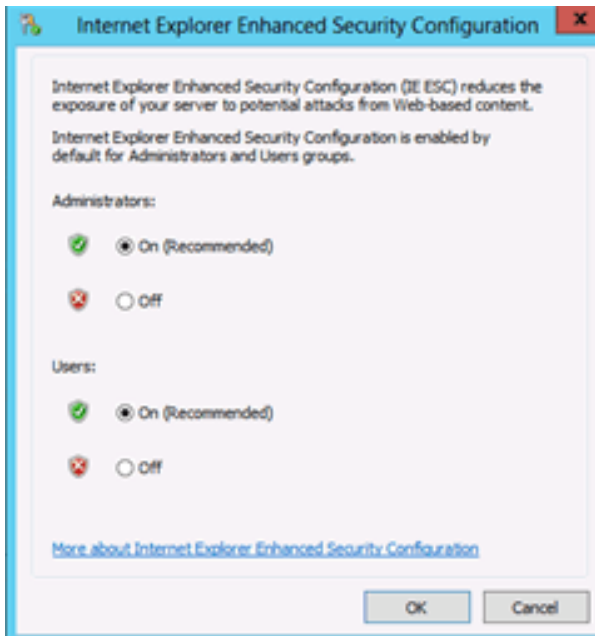 Internet Explorer Enhanced Security Configuration
Internet Explorer Enhanced Security Configuration (IE ESC) reduces the
exposure of your server to potential attacks from Web-based content.
Internet Explorer Enhanced Security Configuration is enabled by
default for Administrators and Users groups.
Administrators:
On (Recommended)
Off
Users:
On (Recommended)
Off
More about Internet Explorer Enhanced Security Configuration
OK Cancel